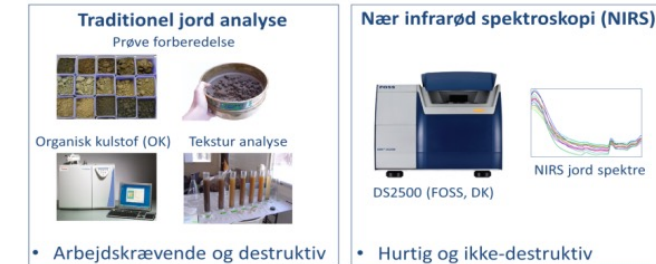 Traditionel jord analyse
Prøve forberedelse
Organisk kulstof (OK)
Tekstur analyse
• Arbejdskrævende og destruktiv
Nær infrarød spektroskopi (NIRS)
FOSS
DS2500 (FOSS, DK)
NIRS jord spektre
• Hurtig og ikke-destruktiv